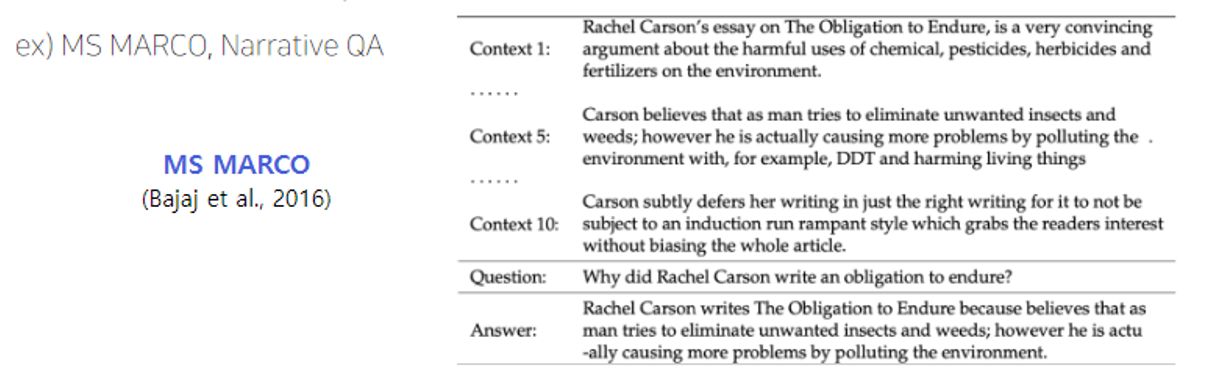 ex) MS MARCO, Narrative QA
MS MARCO
(Bajaj et al., 2016)
Context 1:
Rachel Carson's essay on The Obligation to Endure, is a very convincing
argument about the harmful uses of chemical, pesticides, herbicides and
fertilizers on the environment.
......
Context 5:
Carson believes that as man tries to eliminate unwanted insects and
weeds; however he is actually causing more problems by polluting the .
environment with, for example, DDT and harming living things
......
Context 10:
Carson subtly defers her writing in just the right writing for it to not be
subject to an induction run rampant style which grabs the readers interest
without biasing the whole article.
Question:
Why did Rachel Carson write an obligation to endure?
Answer:
Rachel Carson writes The Obligation to Endure because believes that as
man tries to eliminate unwanted insects and weeds; however he is actu
-ally causing more problems by polluting the environment.